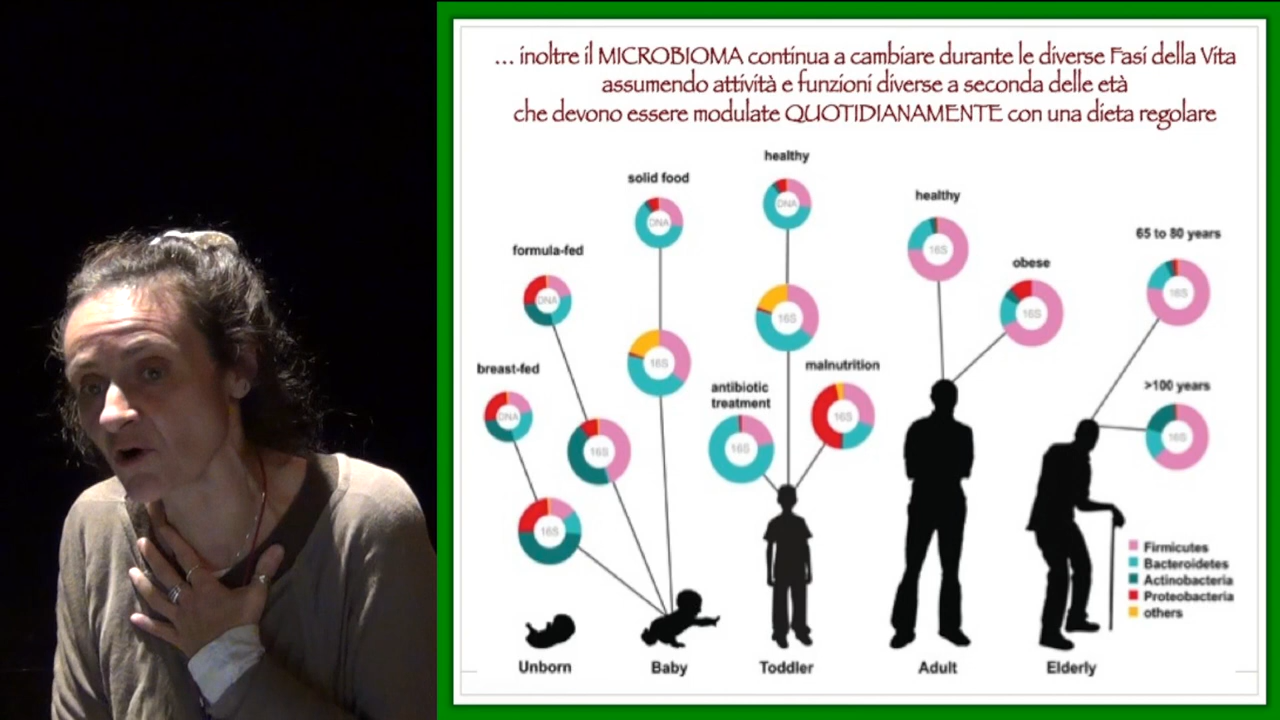 ... inoltre il MICROBIOMA continua a cambiare durante le diverse Fasi della Vita
assumendo attività e funzioni diverse a seconda delle età
che devono essere modulate QUOTIDIANAMENTE con una dieta regolare
healthy
DNA
solid food
DNA
healthy
16S
65 to 80 years
16S
formula-fed
DNA
obese
16S
16S
16S
breast-fed
DNA
malnutrition
16S
antibiotic
treatment
16S
>100 years
16S
16S
16S
Firmicutes
Bacteroidetes
Actinobacteria
Proteobacteria
others
Unborn
Baby
Toddler
Adult
Elderly